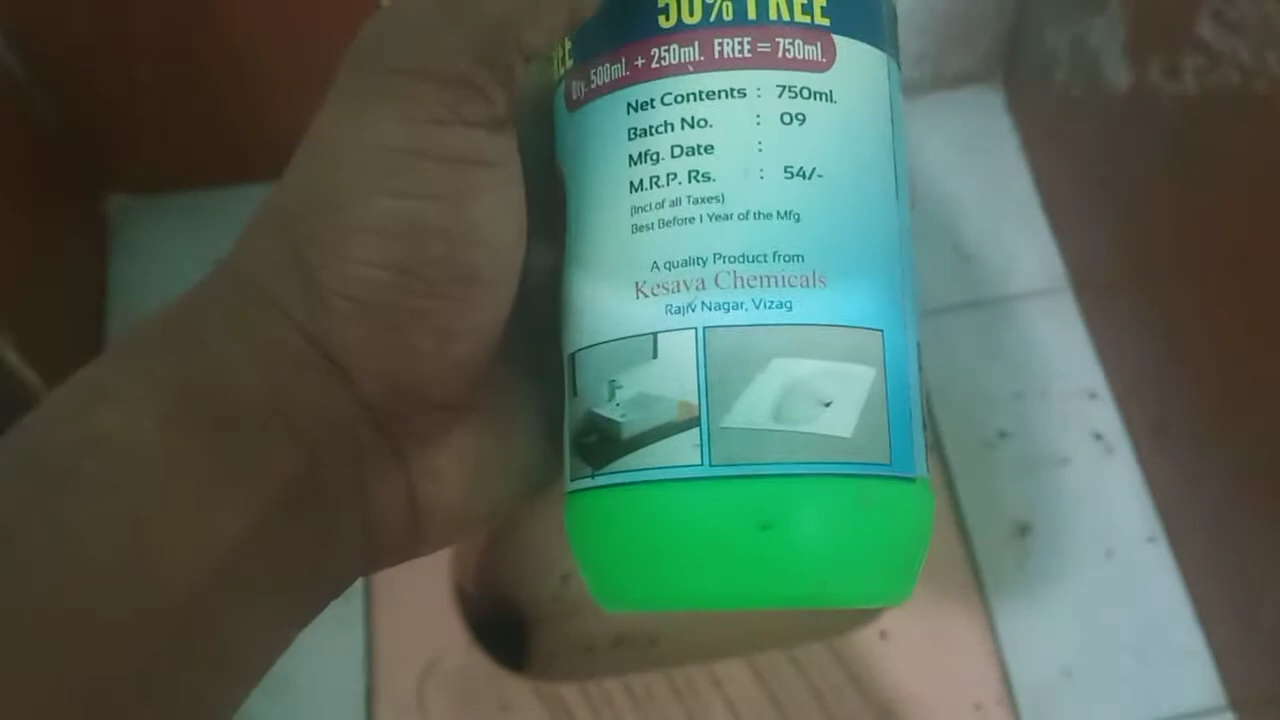 50% FREE
Qty. 500ml. + 250ml. FREE = 750ml.
Net Contents : 750ml.
Batch No. : 09
Mfg. Date :
M.R.P. Rs. : 54/-
(Incl.of all Taxes)
Best Before 1 Year of the Mfg
A quality Product from
Kesava Chemicals
Rajiv Nagar, Vizag